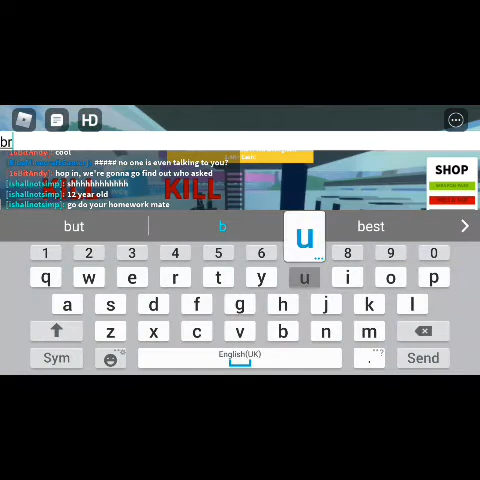 HD
br
[16BitAndy]: cool
##### no one is even talking to you?
[16BitAndy]: hop in, we're gonna go find out who asked
[ishallnotsimp]: shhhhhhhhhhhh
[ishallnotsimp]: 12 year old
[ishallnotsimp]: go do your homework mate
KILL
SHOP
but b best
u
1 2 3 4 5 6 8 9 0
q w e r t y u i o p
a s d f g h j k l
z x c v b n m
Sym English(UK) . ? Send